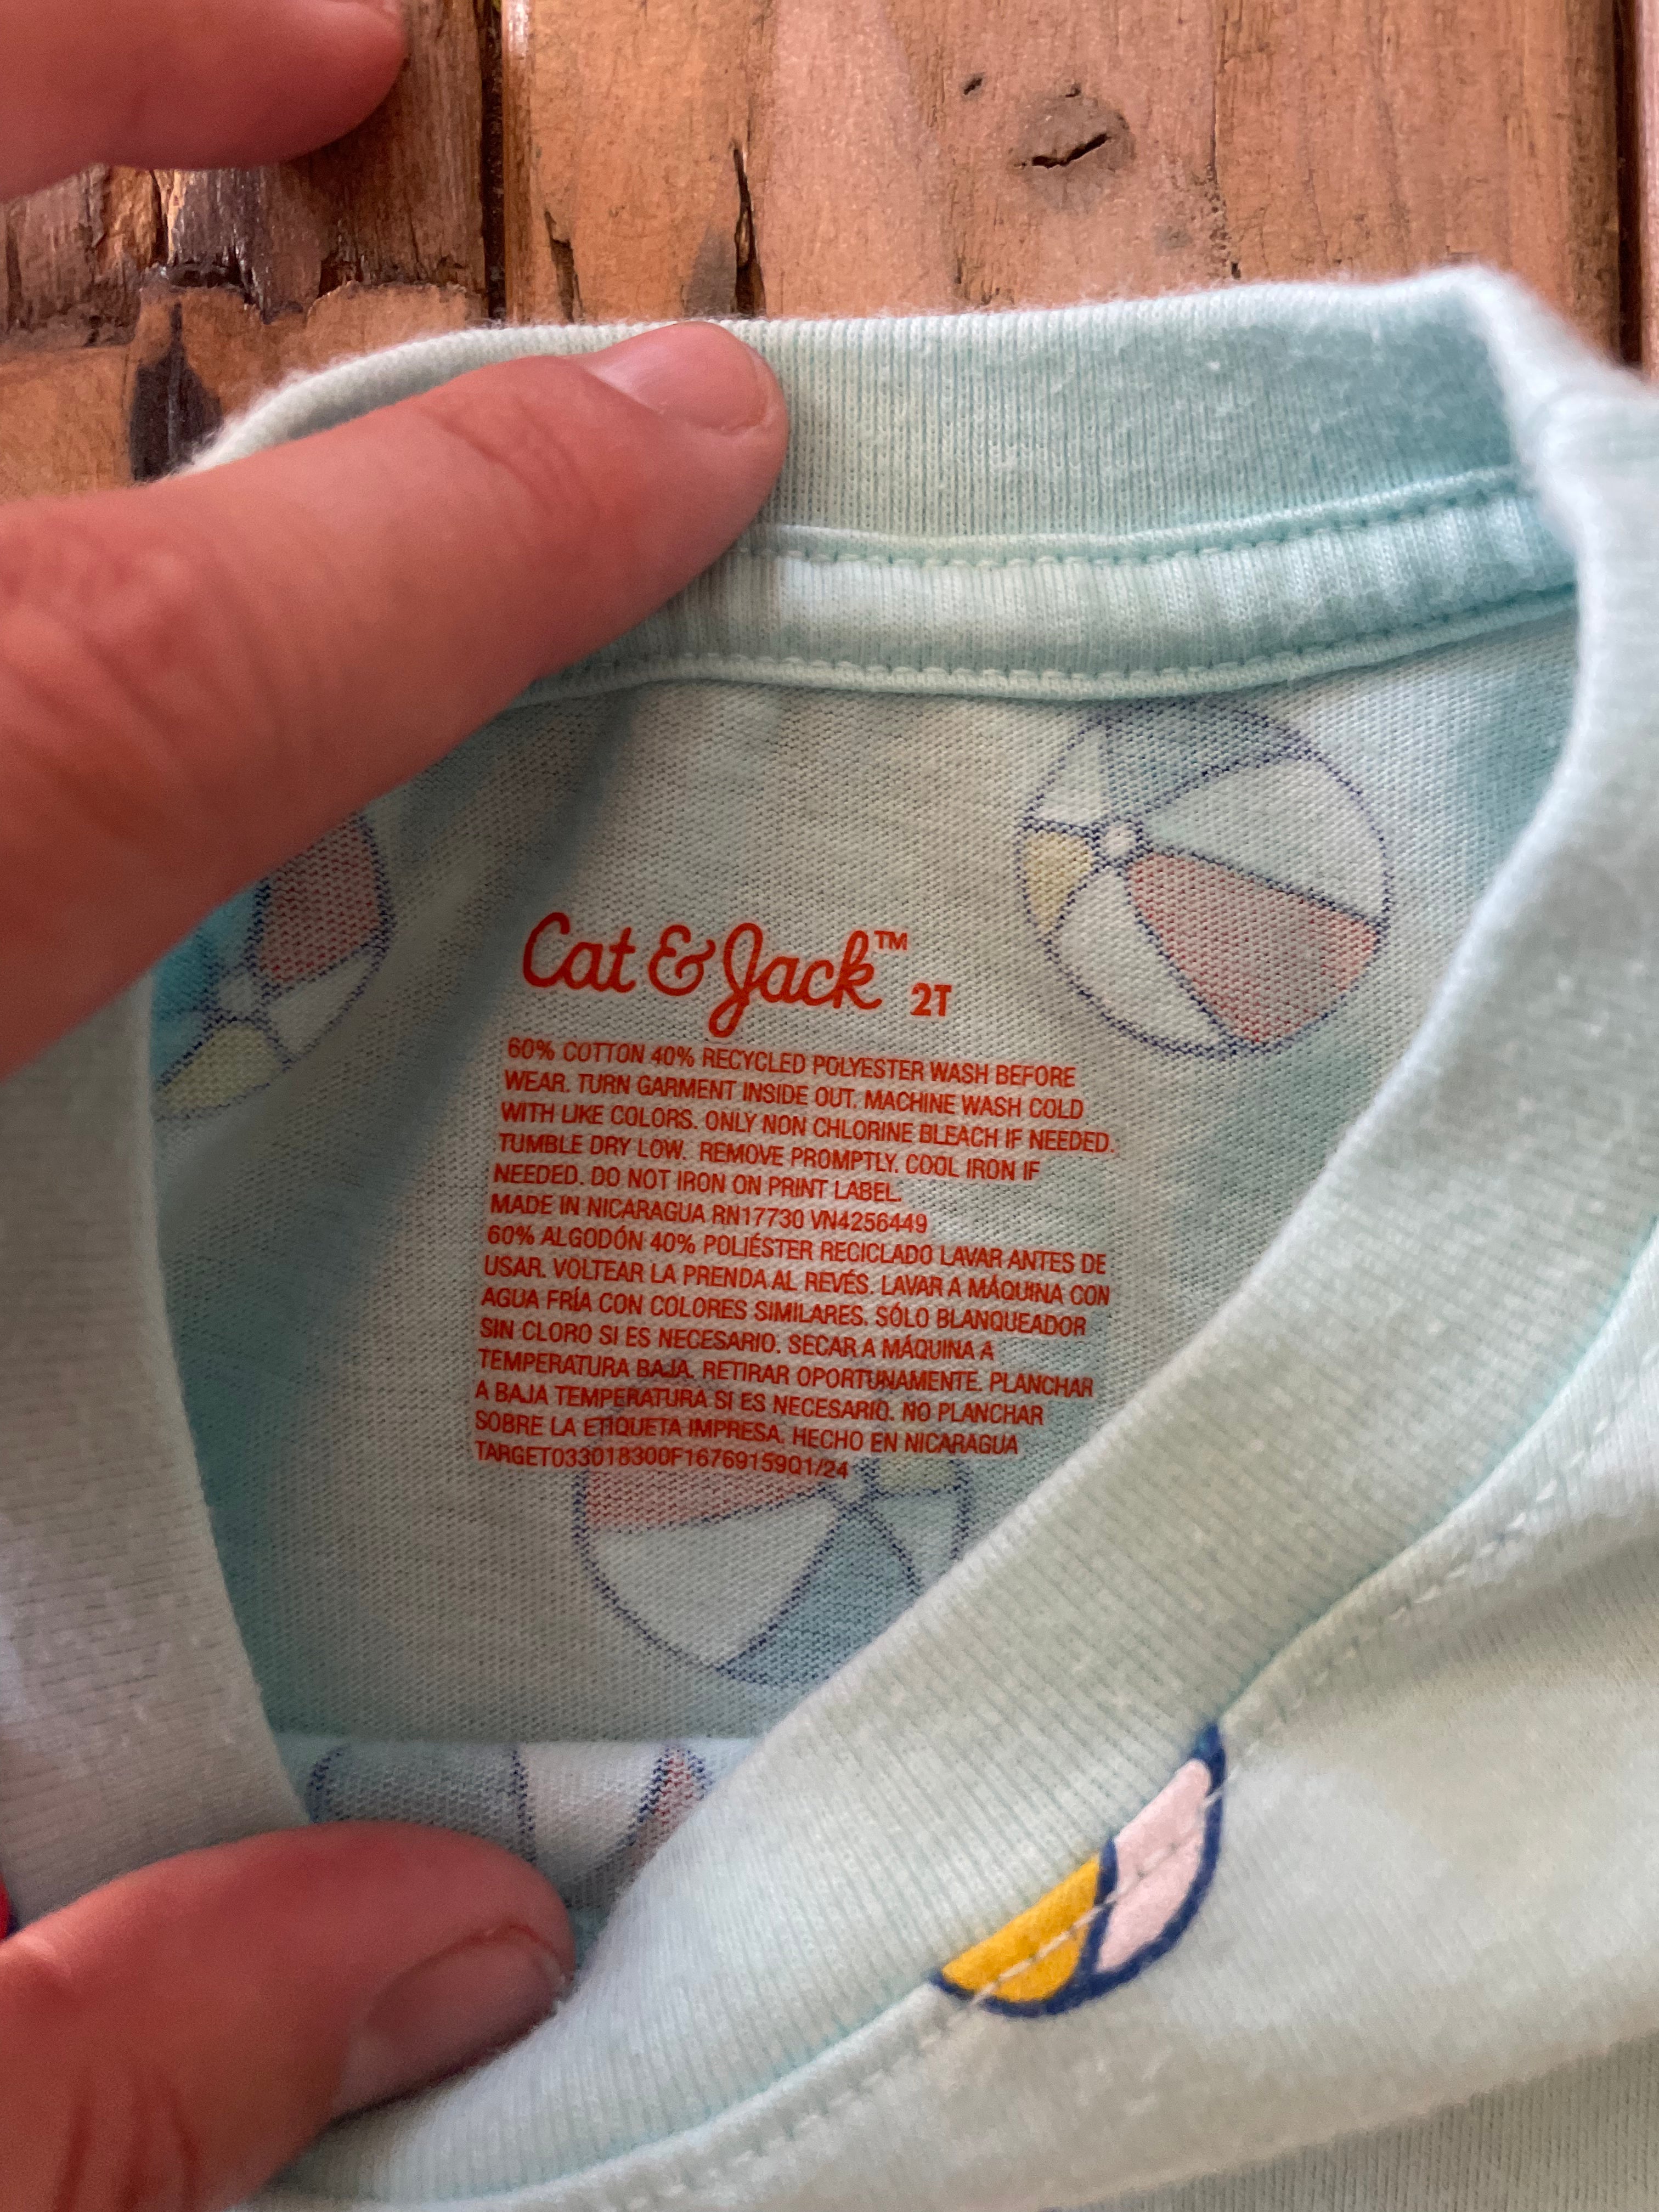 Cat & Jack™ 2T
60% COTTON 40% RECYCLED POLYESTER WASH BEFORE
WEAR. TURN GARMENT INSIDE OUT. MACHINE WASH COLD
WITH LIKE COLORS. ONLY NON CHLORINE BLEACH IF NEEDED.
TUMBLE DRY LOW. REMOVE PROMPTLY. COOL IRON IF
NEEDED. DO NOT IRON ON PRINT LABEL.
MADE IN NICARAGUA RN17730 VN4256449
60% ALGODÓN 40% POLIÉSTER RECICLADO LAVAR ANTES DE
USAR. VOLTEAR LA PRENDA AL REVÉS. LAVAR A MÁQUINA CON
AGUA FRÍA CON COLORES SIMILARES. SÓLO BLANQUEADOR
SIN CLORO SI ES NECESARIO. SECAR A MÁQUINA A
TEMPERATURA BAJA. RETIRAR OPORTUNAMENTE. PLANCHAR
A BAJA TEMPERATURA SI ES NECESARIO. NO PLANCHAR
SOBRE LA ETIQUETA IMPRESA. HECHO EN NICARAGUA
TARGET033018300F16769159Q1/24